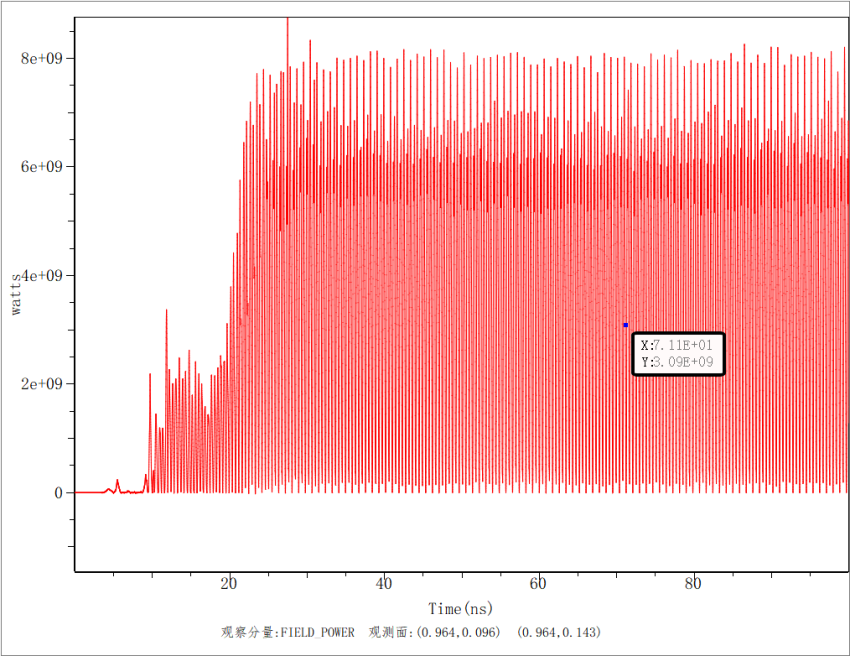 8e+09
6e+09
4e+09
2e+09
0
watts
X:7.11E+01
Y:3.09E+09
20 40 60 80
Time(ns)
观察分量:FIELD_POWER 观测面:(0.964,0.096) (0.964,0.143)